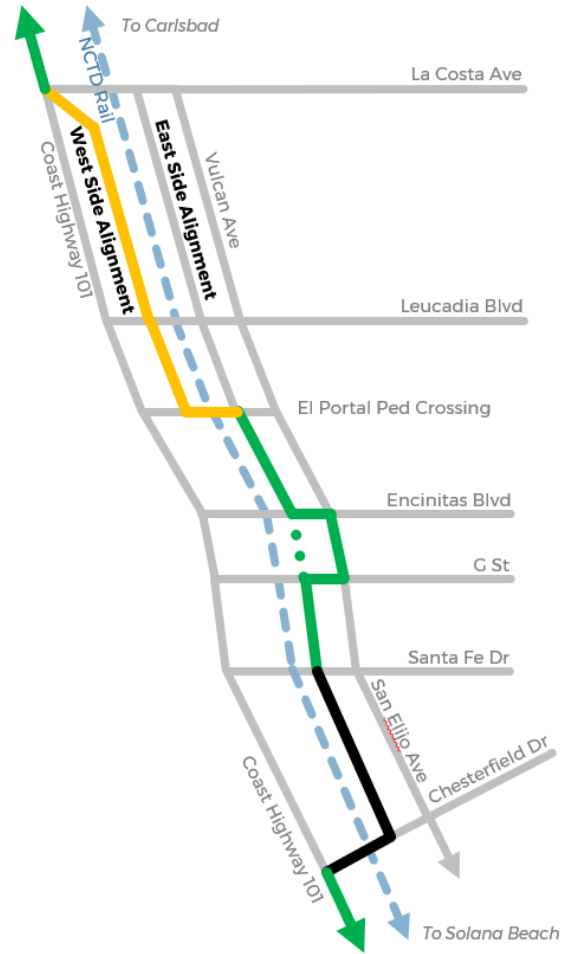 To Carlsbad
NCTD Rail
La Costa Ave
West Side Alignment
East Side Alignment
Vulcan Ave
Coast Highway 101
Leucadia Blvd
El Portal Ped Crossing
Encinitas Blvd
G St
Santa Fe Dr
San Elijo Ave
Chesterfield Dr
Coast Highway 101
To Solana Beach